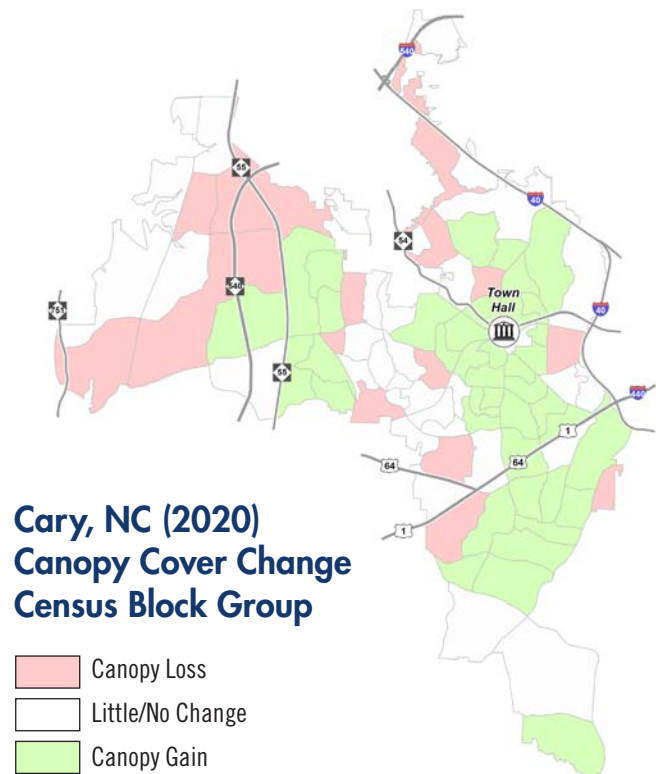 540
55
40
54
Town
Hall
540
751
40
55
440
1
64
64
1
Cary, NC (2020)
Canopy Cover Change
Census Block Group
Canopy Loss
Little/No Change
Canopy Gain